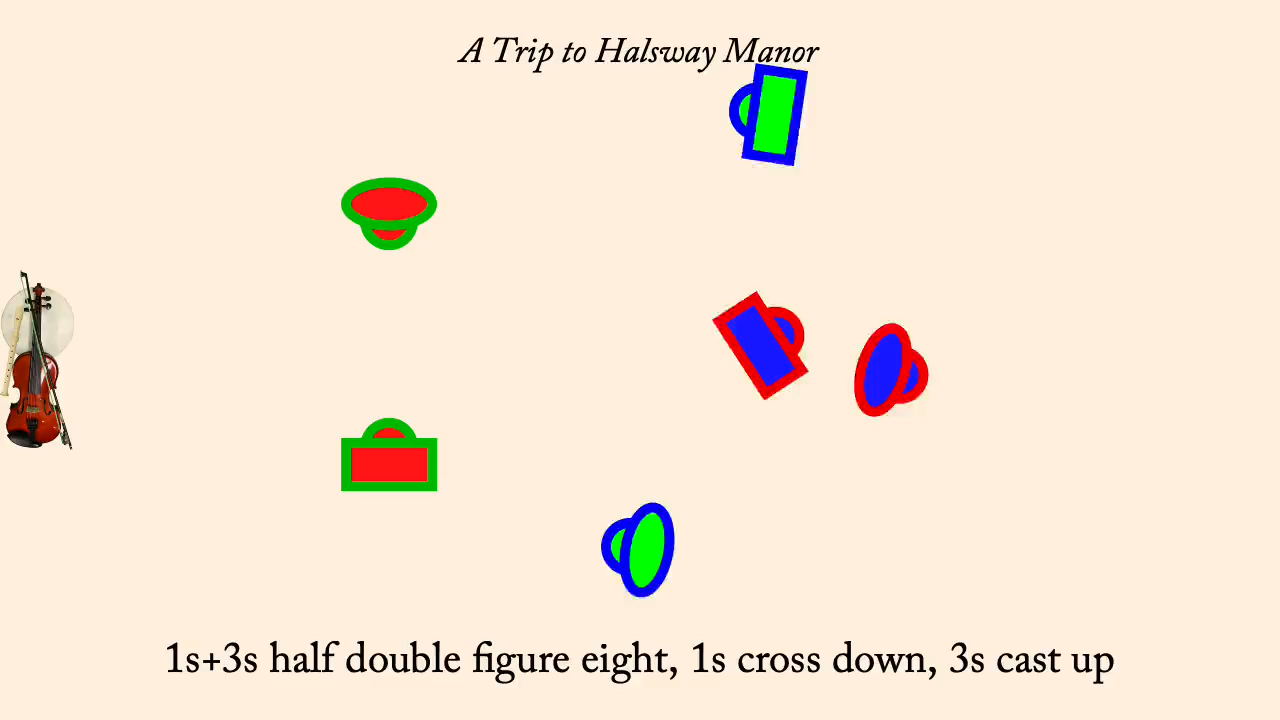 A Trip to Halsway Manor
1s+3s half double figure eight, 1s cross down, 3s cast up